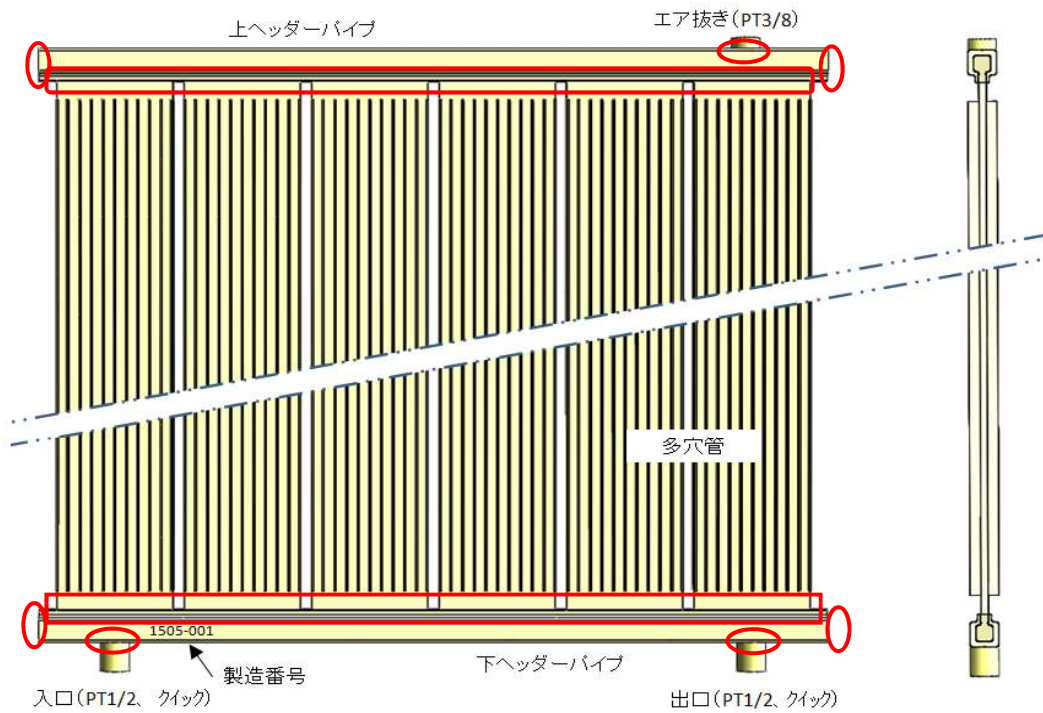 上ヘッダーパイプ
エア抜き(PT3/8)
多穴管
1505-001
製造番号
下ヘッダーパイプ
入口(PT1/2、クイック)
出口(PT1/2、クイック)